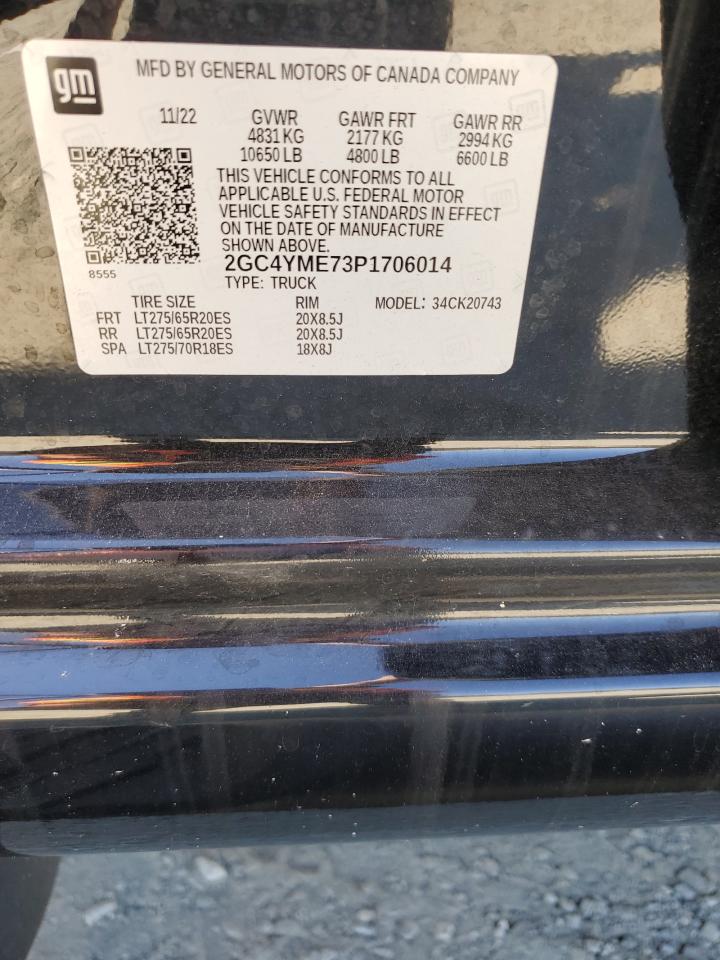 gm
MFD BY GENERAL MOTORS OF CANADA COMPANY
11/22 GVWR GAWR FRT GAWR RR
4831 KG 2177 KG 2994 KG
10650 LB 4800 LB 6600 LB
THIS VEHICLE CONFORMS TO ALL
APPLICABLE U.S. FEDERAL MOTOR
VEHICLE SAFETY STANDARDS IN EFFECT
ON THE DATE OF MANUFACTURE
SHOWN ABOVE.
8555
2GC4YME73P1706014
TYPE: TRUCK
TIRE SIZE RIM MODEL: 34CK20743
FRT LT275/65R20ES 20X8.5J
RR LT275/65R20ES 20X8.5J
SPA LT275/70R18ES 18X8J